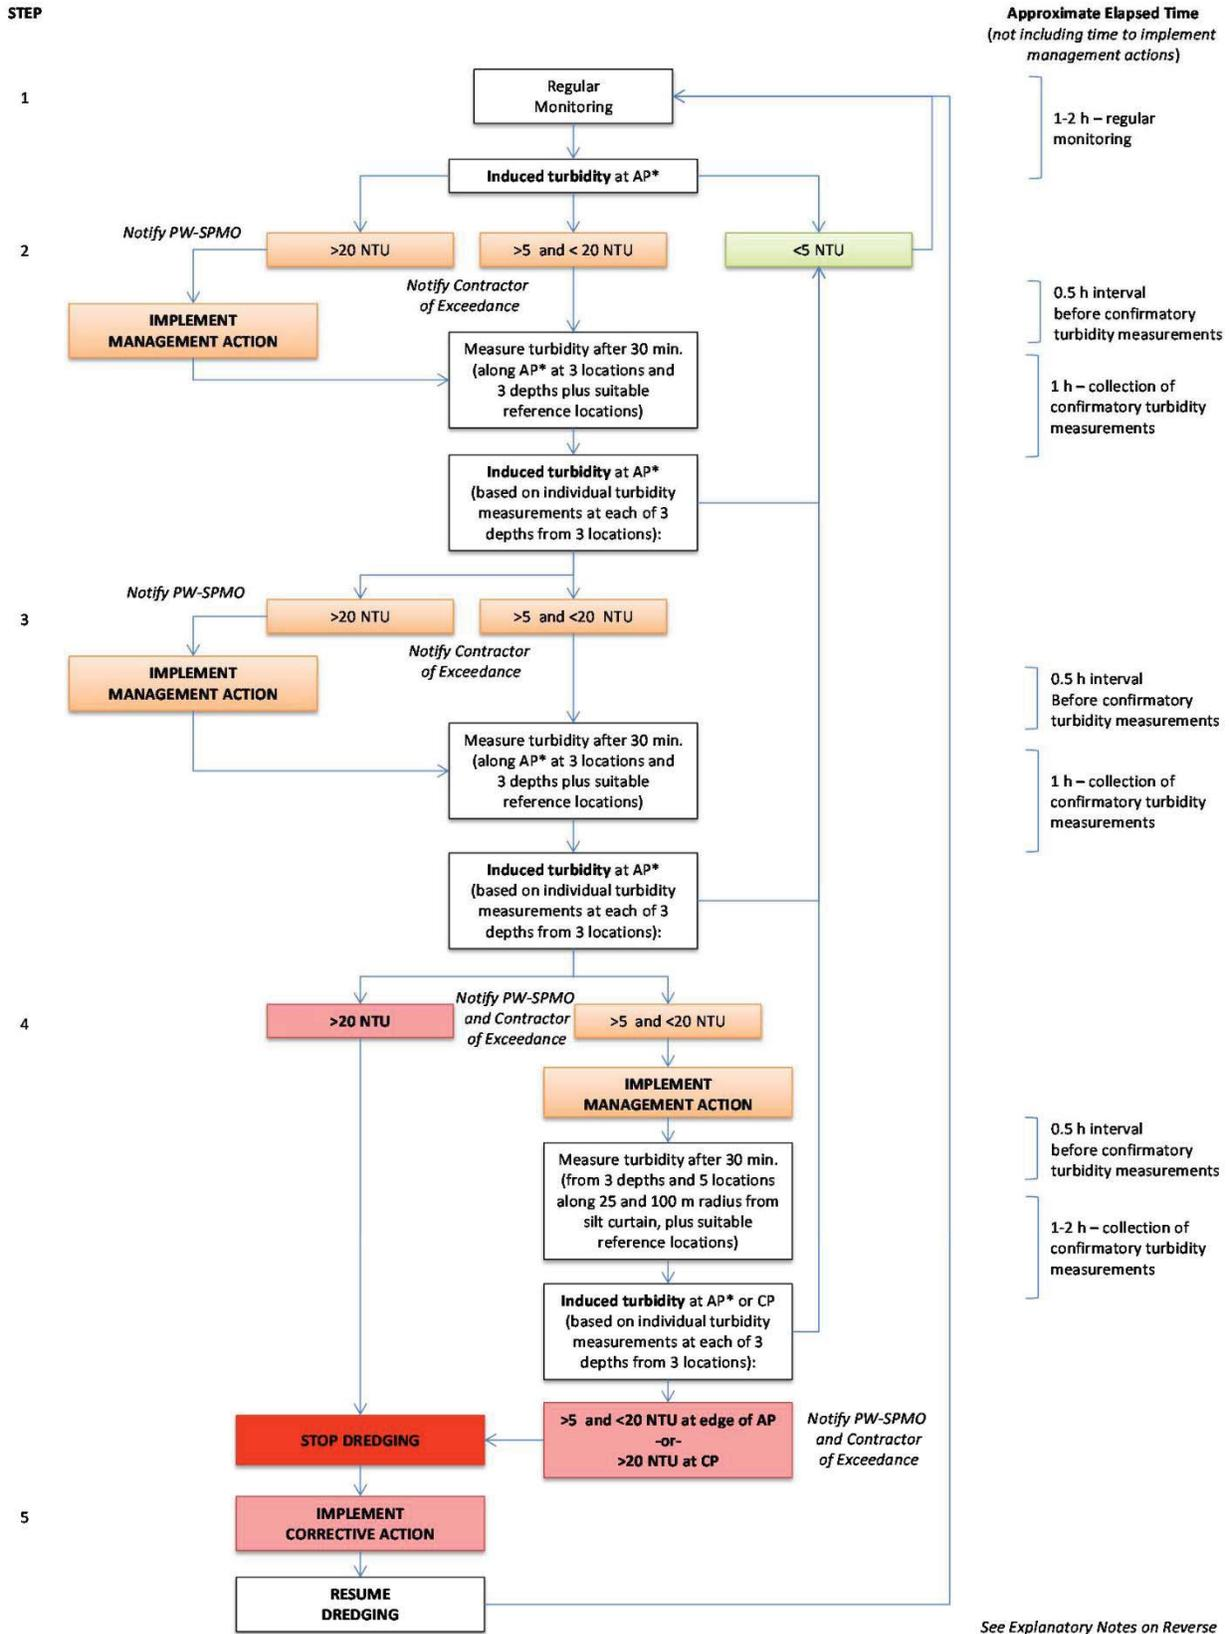 STEP
Approximate Elapsed Time
(not including time to implement
management actions)
1
Regular
Monitoring
1-2 h – regular
monitoring
Induced turbidity at AP*
Notify PW-SPMO
2
>20 NTU
>5 and < 20 NTU
<5 NTU
Notify Contractor
of Exceedance
0.5 h interval
before confirmatory
turbidity measurements
IMPLEMENT
MANAGEMENT ACTION
Measure turbidity after 30 min.
(along AP* at 3 locations and
3 depths plus suitable
reference locations)
1 h – collection of
confirmatory turbidity
measurements
Induced turbidity at AP*
(based on individual turbidity
measurements at each of 3
depths from 3 locations):
Notify PW-SPMO
3
>20 NTU
>5 and <20 NTU
Notify Contractor
of Exceedance
IMPLEMENT
MANAGEMENT ACTION
0.5 h interval
Before confirmatory
turbidity measurements
Measure turbidity after 30 min.
(along AP* at 3 locations and
3 depths plus suitable
reference locations)
1 h – collection of
confirmatory turbidity
measurements
Induced turbidity at AP*
(based on individual turbidity
measurements at each of 3
depths from 3 locations):
4
>20 NTU
Notify PW-SPMO
and Contractor
of Exceedance
>5 and <20 NTU
IMPLEMENT
MANAGEMENT ACTION
0.5 h interval
before confirmatory
turbidity measurements
Measure turbidity after 30 min.
(from 3 depths and 5 locations
along 25 and 100 m radius from
silt curtain, plus suitable
reference locations)
1-2 h – collection of
confirmatory turbidity
measurements
Induced turbidity at AP* or CP
(based on individual turbidity
measurements at each of 3
depths from 3 locations):
STOP DREDGING
>5 and <20 NTU at edge of AP
-or-
>20 NTU at CP
Notify PW-SPMO
and Contractor
of Exceedance
5
IMPLEMENT
CORRECTIVE ACTION
RESUME
DREDGING
See Explanatory Notes on Reverse